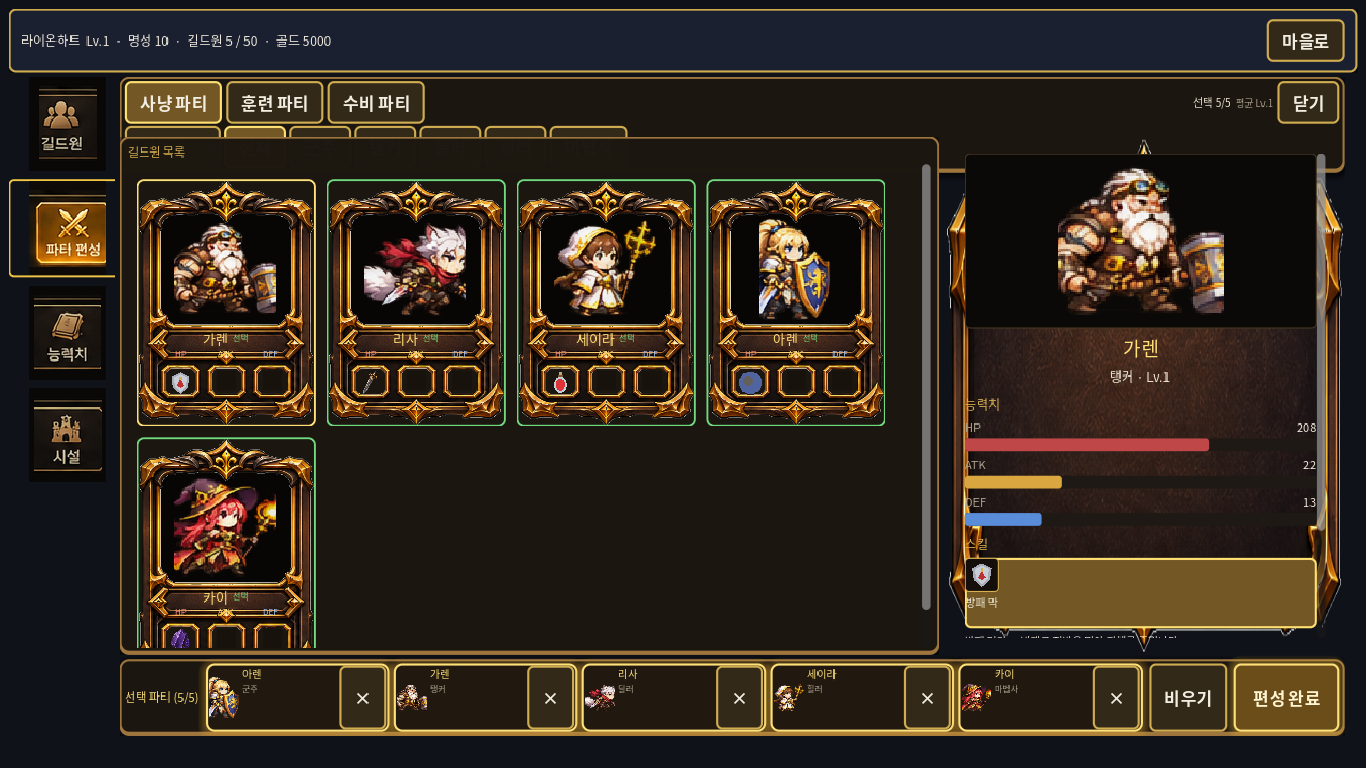 라이온하트 Lv.1 - 명성 10 · 길드원 5 / 50 · 골드 5000
마을로
길드원
파티 편성
능력치
시설
사냥 파티
훈련 파티
수비 파티
선택 5/5 평균 Lv.1
닫기
길드원 목록
가렌 선택
HP ATK DEF
리사 선택
HP ATK DEF
세이라 선택
HP ATK DEF
아렌 선택
HP ATK DEF
카이 선택
HP ATK DEF
가렌
탱커 · Lv.1
능력치
HP 208
ATK 22
DEF 13
스킬
방패 막
선택 파티 (5/5)
아렌
군주
×
가렌
탱커
×
리사
딜러
×
세이라
힐러
×
카이
마법사
×
비우기
편성 완료